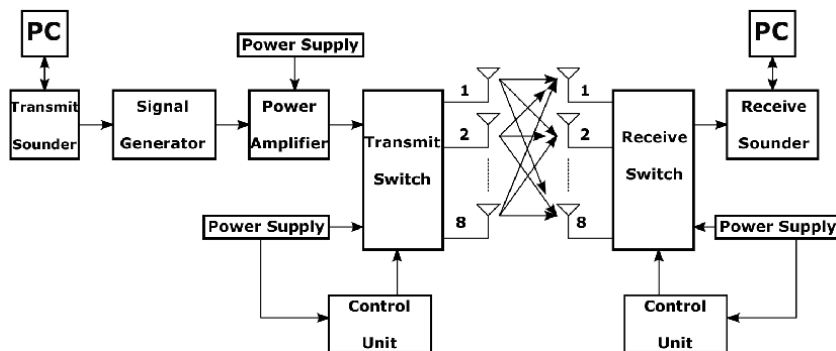 PC
PC
Power Supply
Transmit
Sounder
Signal
Generator
Power
Amplifier
Transmit
Switch
1
2
8
1
2
8
Receive
Switch
Receive
Sounder
Power Supply
Power Supply
Control
Unit
Control
Unit